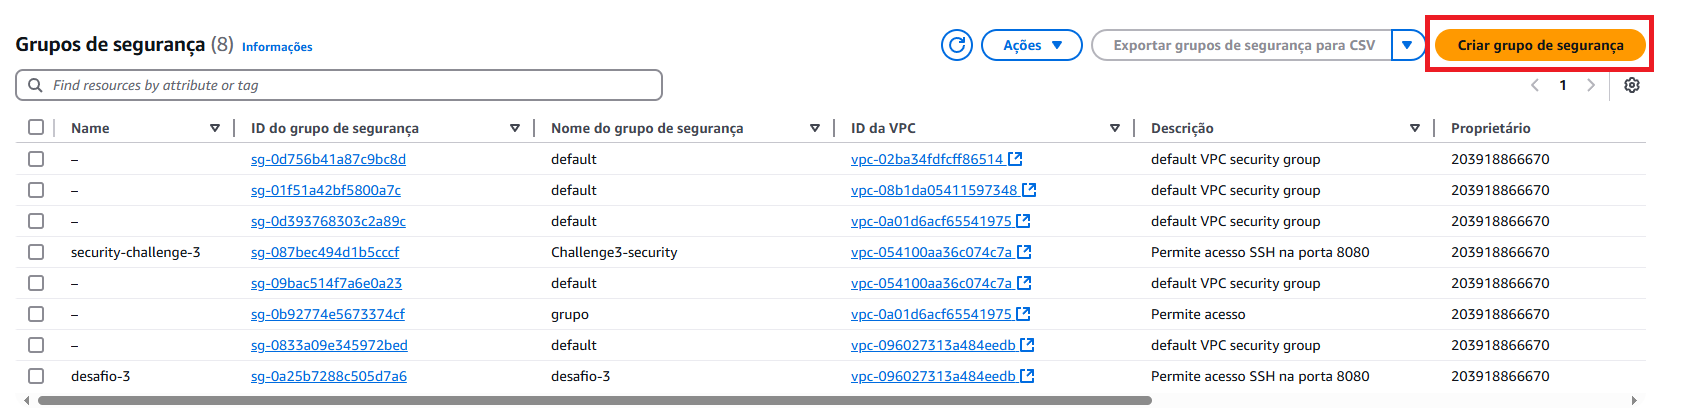 Grupos de segurança (8) Informações
Ações
Exportar grupos de segurança para CSV
Criar grupo de segurança
Find resources by attribute or tag
1
Name ID do grupo de segurança Nome do grupo de segurança ID da VPC Descrição Proprietário
– sg-0d756b41a87c9bc8d default vpc-02ba34fdfcff86514 default VPC security group 203918866670
– sg-01f51a42bf5800a7c default vpc-08b1da05411597348 default VPC security group 203918866670
– sg-0d393768303c2a89c default vpc-0a01d6acf65541975 default VPC security group 203918866670
security-challenge-3 sg-087bec494d1b5cccf Challenge3-security vpc-054100aa36c074c7a Permite acesso SSH na porta 8080 203918866670
– sg-09bac514f7a6e0a23 default vpc-054100aa36c074c7a default VPC security group 203918866670
– sg-0b92774e5673374cf grupo vpc-0a01d6acf65541975 Permite acesso 203918866670
– sg-0833a09e345972bed default vpc-096027313a484eedb default VPC security group 203918866670
desafio-3 sg-0a25b7288c505d7a6 desafio-3 vpc-096027313a484eedb Permite acesso SSH na porta 8080 203918866670